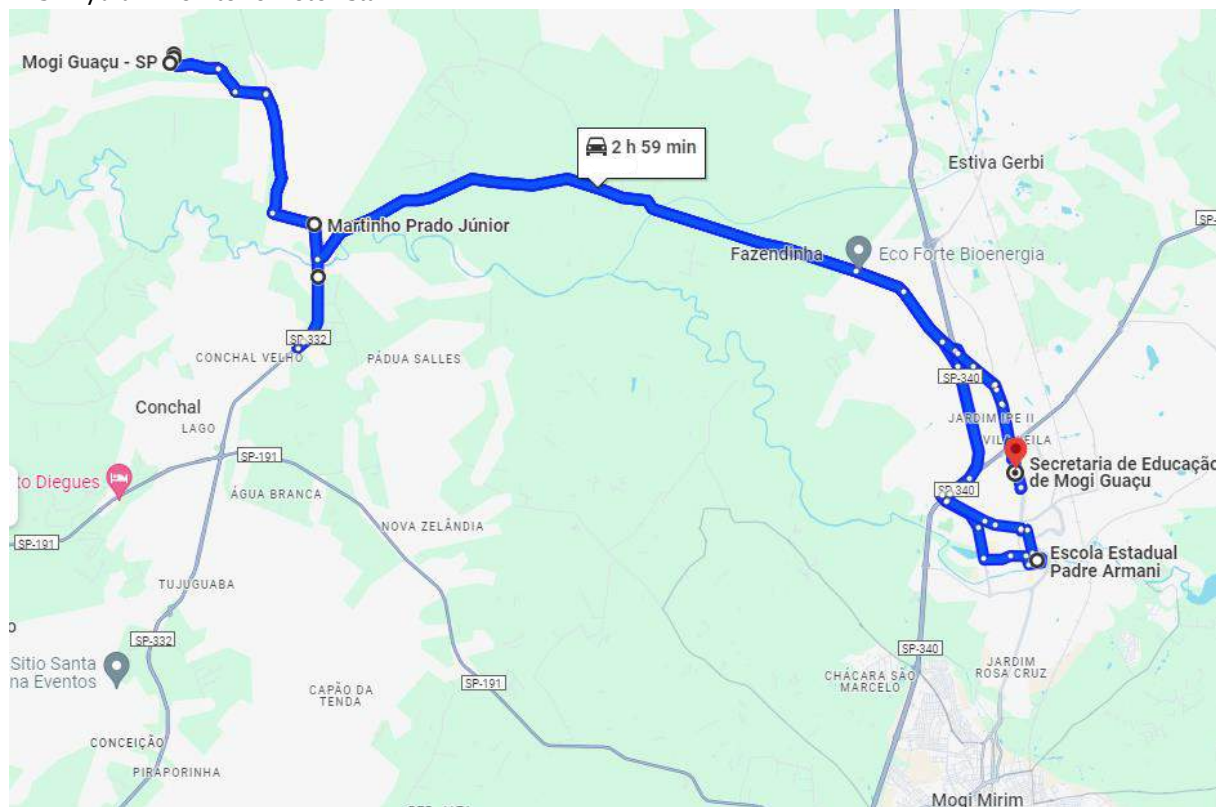 Mogi Guaçu - SP
2 h 59 min
Estiva Gerbi
SP-
Martinho Prado Júnior
Fazendinha
Eco Forte Bioenergia
SP-332
CONCHAL VELHO
PÁDUA SALLES
SP-340
Conchal
LAGO
JARDIM IPE II
SP-191
to Diegues
ÁGUA BRANCA
Secretaria de Educação
de Mogi Guaçu
SP-340
NOVA ZELÂNDIA
SP-191
Escola Estadual
Padre Armani
TUJUGUABA
SP-332
Sitio Santa
na Eventos
SP-340
JARDIM
ROSA CRUZ
CHÁCARA SÃO
MARCELO
CAPÃO DA
TENDA
SP-191
CONCEIÇÃO
PIRAPORINHA
Mogi Mirim